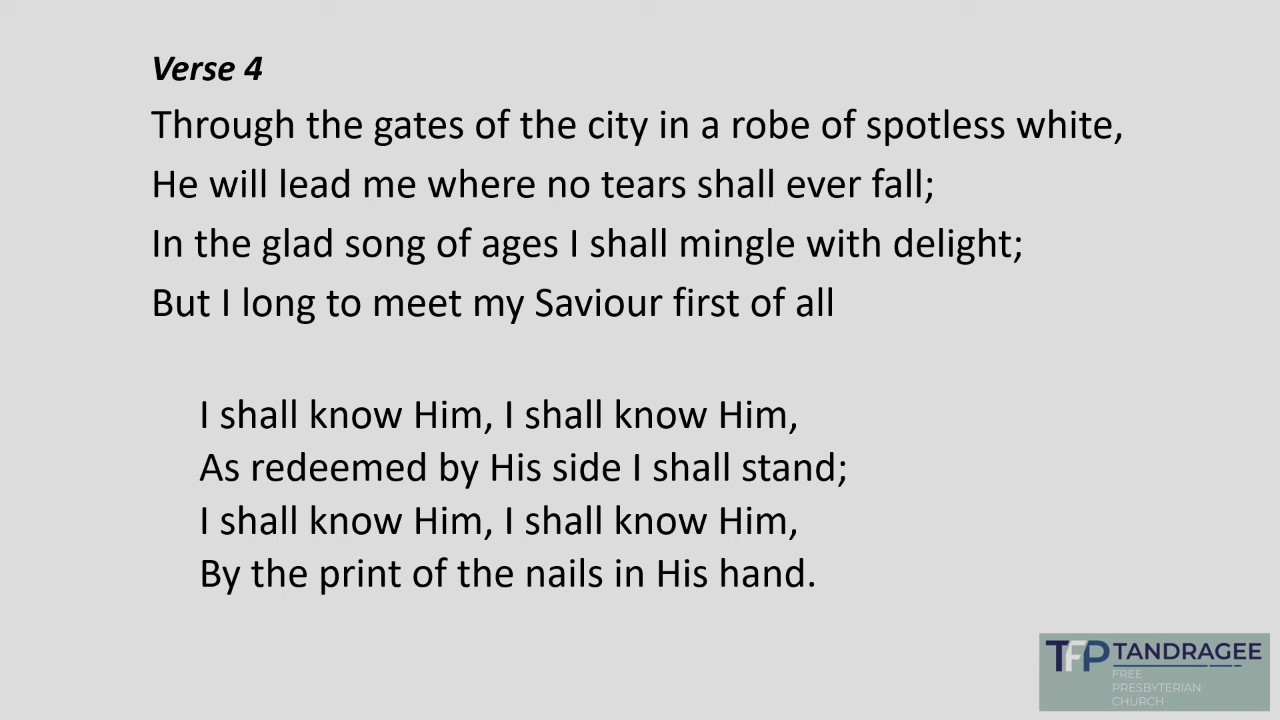 Verse 4
Through the gates of the city in a robe of spotless white,
He will lead me where no tears shall ever fall;
In the glad song of ages I shall mingle with delight;
But I long to meet my Saviour first of all
I shall know Him, I shall know Him,
As redeemed by His side I shall stand;
I shall know Him, I shall know Him,
By the print of the nails in His hand.
TFP TANDRAGEE
FREE
PRESBYTERIAN
CHURCH